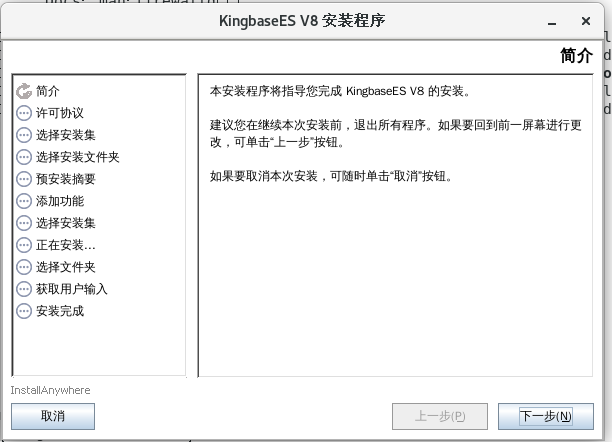 KingbaseES V8 安装程序
简介
简介
许可协议
选择安装集
选择安装文件夹
预安装摘要
添加功能
选择安装集
正在安装...
选择文件夹
获取用户输入
安装完成
本安装程序将指导您完成 KingbaseES V8 的安装。
建议您在继续本次安装前，退出所有程序。如果要回到前一屏幕进行更
改，可单击“上一步”按钮。
如果要取消本次安装，可随时单击“取消”按钮。
InstallAnywhere
取消
上一步(P)
下一步(N)